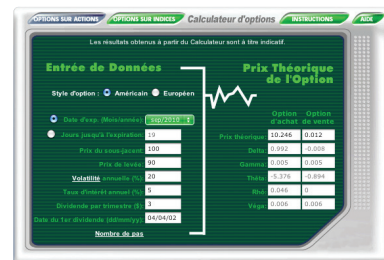 OPTIONS SUR ACTIONS
OPTIONS SUR INDICES
Calculateur d'options
INSTRUCTIONS
AIDE
Les résultats obtenus à partir du Calculateur sont à titre indicatif.
Entrée de Données
Prix Théorique
de l'Option
Style d'option : Américain Européen
Date d'exp. (Mois/année): sep/2010
Jours jusqu'à l'expiration: 19
Prix du sous-jacent: 100
Prix de levée: 90
Volatilité annuelle (%): 20
Taux d'intérêt annuel (%): 5
Dividende par trimestre ($): 3
Date du 1er dividende (dd/mm/yy): 04/04/02
Nombre de pas
Option d'achat Option de vente
Prix théorique: 10.246 0.012
Delta: 0.992 -0.008
Gamma: 0.005 0.005
Thêta: -5.376 -0.894
Rhô: 0.046 0
Véga: 0.006 0.006